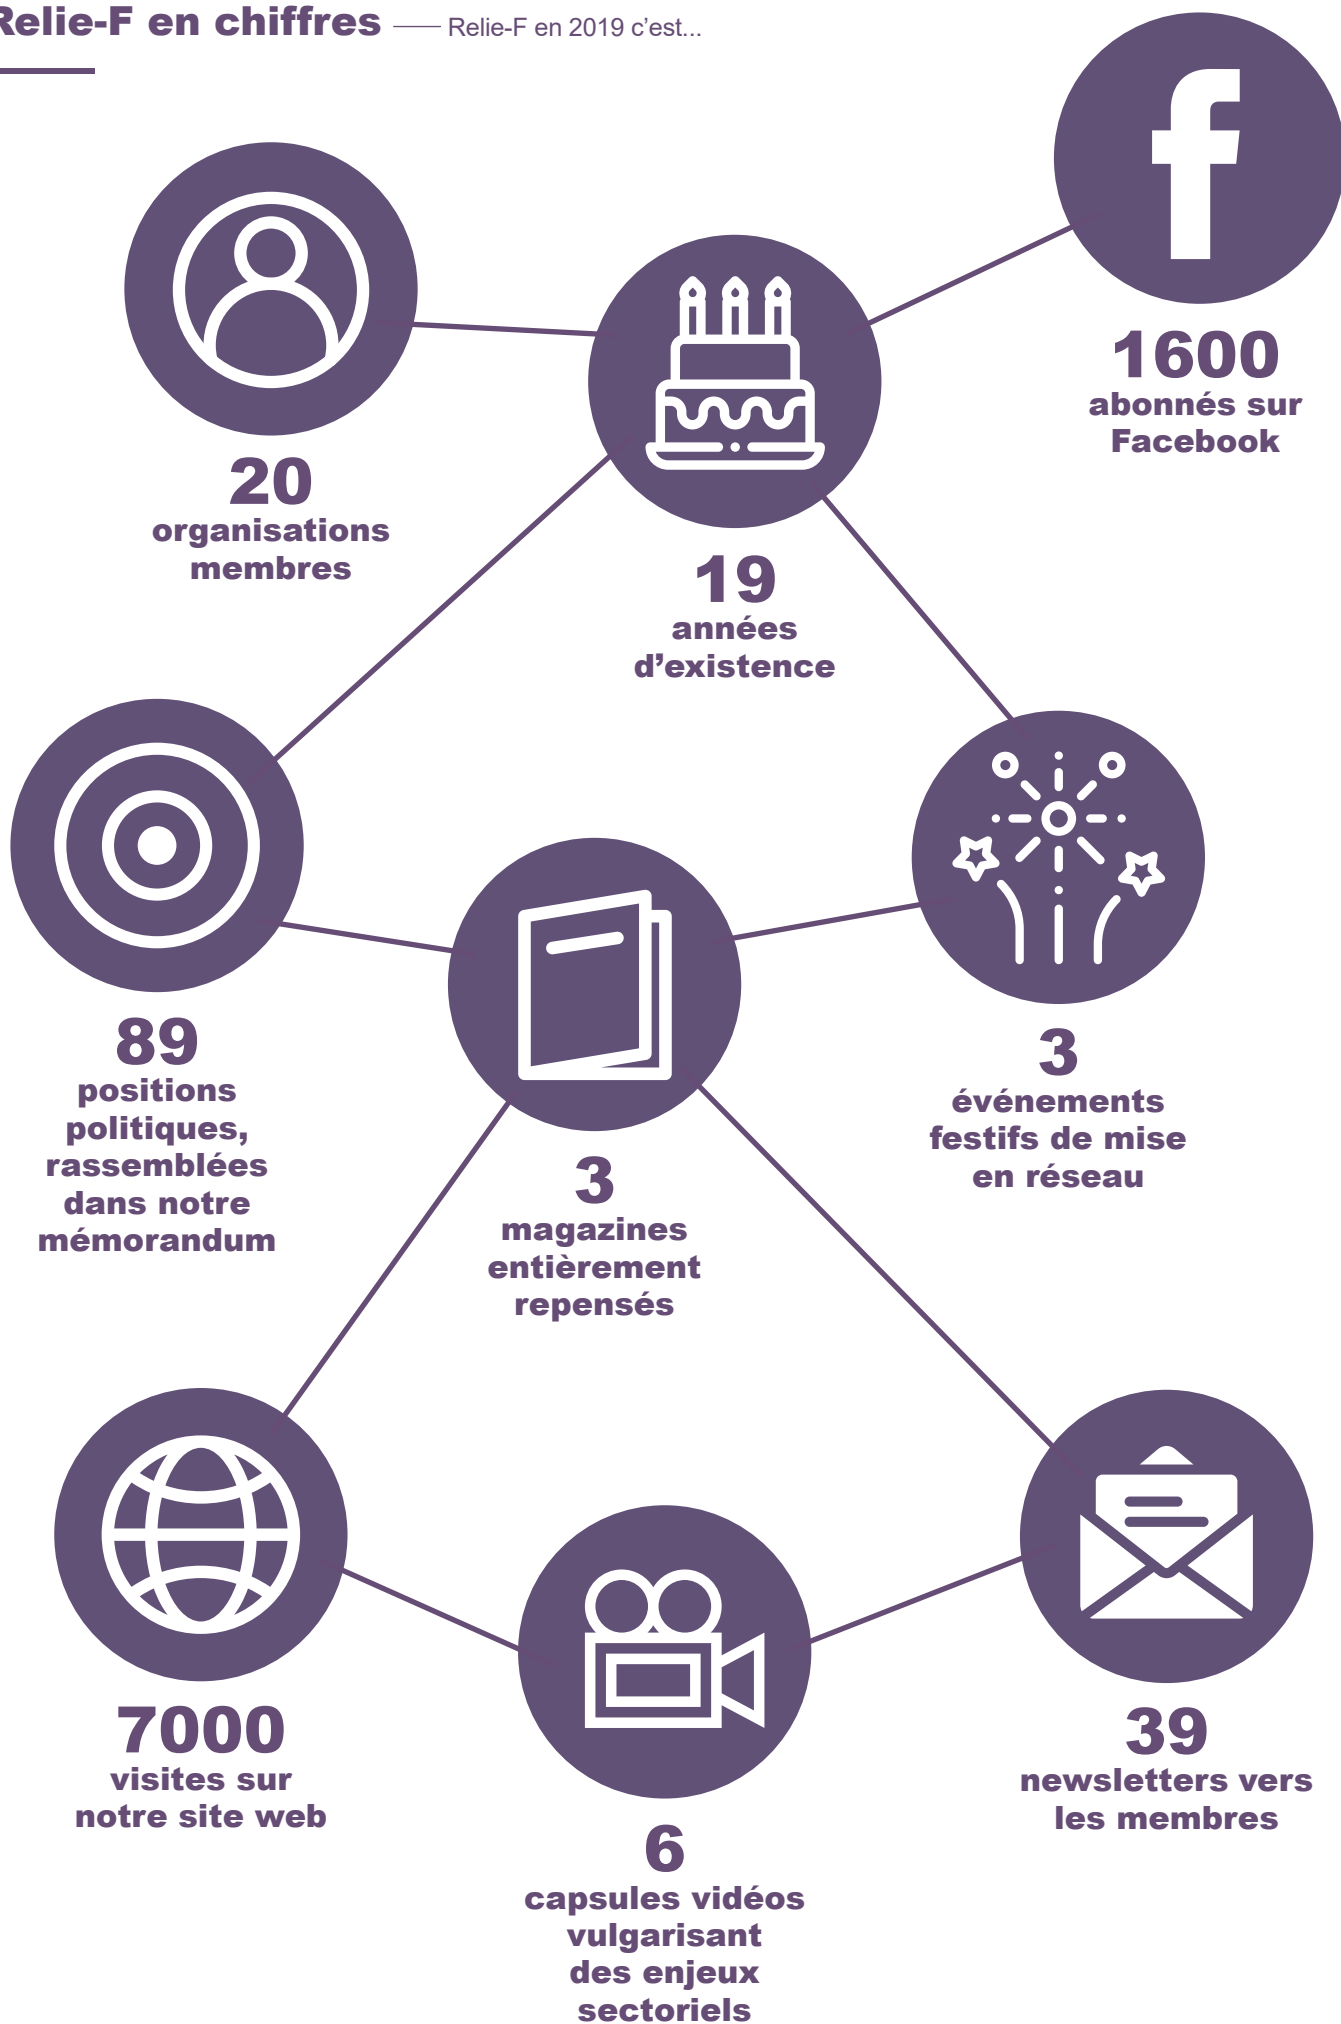 Relie-F en chiffres — Relie-F en 2019 c'est...
1600
abonnés sur
Facebook
20
organisations
membres
19
années
d'existence
89
positions
politiques,
rassemblées
dans notre
mémorandum
3
magazines
entièrement
repensés
3
événements
festifs de mise
en réseau
7000
visites sur
notre site web
6
capsules vidéos
vulgarisant
des enjeux
sectoriels
39
newsletters vers
les membres